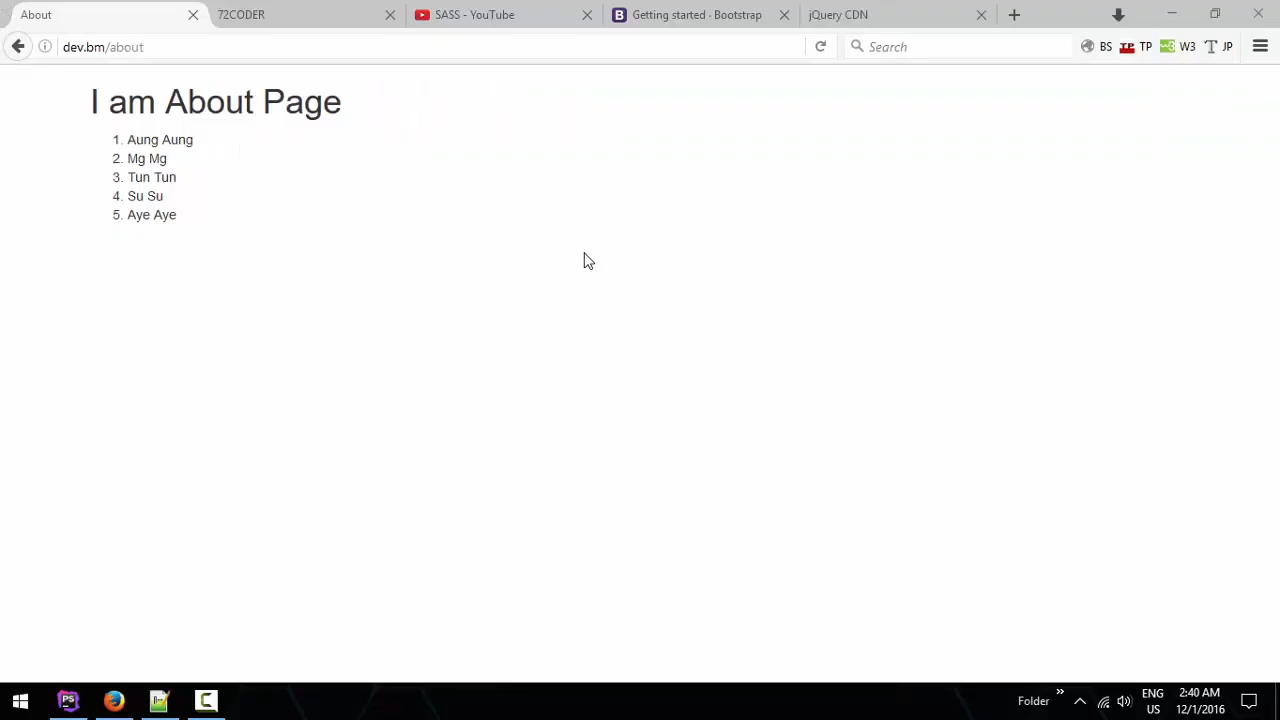 About
72CODER
SASS - YouTube
Getting started · Bootstrap
jQuery CDN
dev.bm/about
Search
BS
TP
W3
JP
I am About Page
1. Aung Aung
2. Mg Mg
3. Tun Tun
4. Su Su
5. Aye Aye
Folder
ENG
US
2:40 AM
12/1/2016